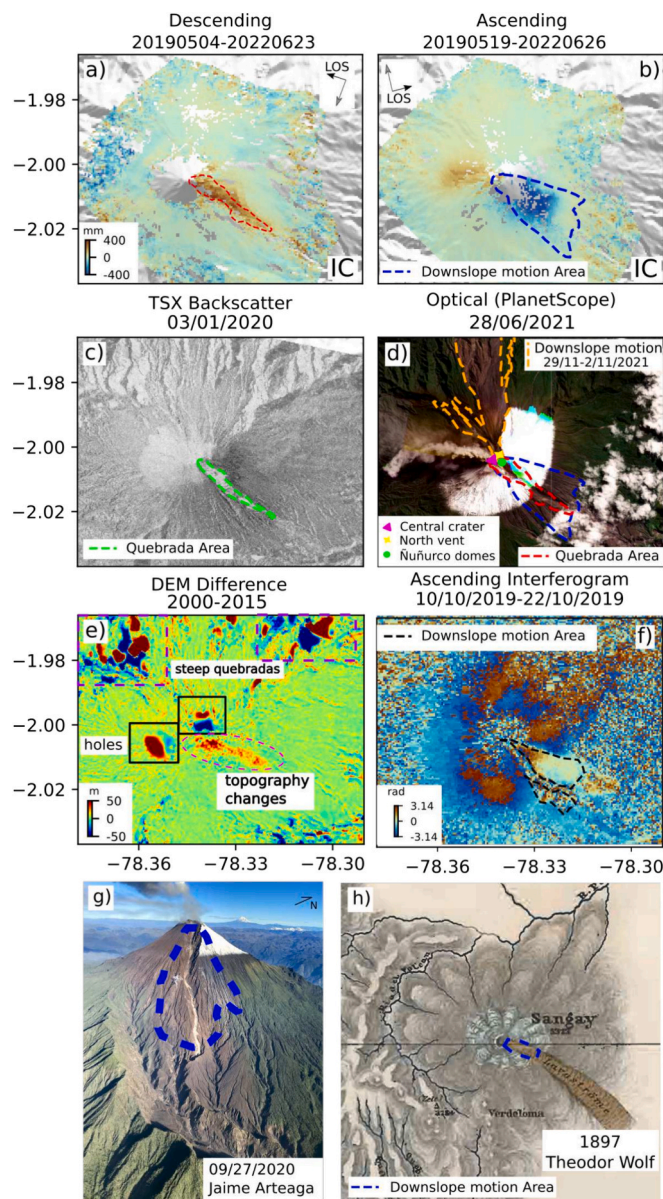 Descending
20190504-20220623
Ascending
20190519-20220626
a)
LOS
b)
LOS
−1.98
−2.00
−2.02
mm
400
0
-400
IC
Downslope motion Area
IC
TSX Backscatter
03/01/2020
Optical (PlanetScope)
28/06/2021
c)
d)
Downslope motion
29/11-2/11/2021
−1.98
−2.00
−2.02
Quebrada Area
Central crater
North vent
Ñuñurco domes
Quebrada Area
DEM Difference
2000-2015
Ascending Interferogram
10/10/2019-22/10/2019
e)
Downslope motion Area
f)
steep quebradas
−1.98
−2.00
−2.02
holes
topography
changes
m
50
0
-50
rad
3.14
0
-3.14
−78.36
−78.33
−78.30
−78.36
−78.33
−78.30
g)
N
09/27/2020
Jaime Arteaga
h)
Sangay
Lavaströme
Verdeloma
2280
1897
Theodor Wolf
Downslope motion Area